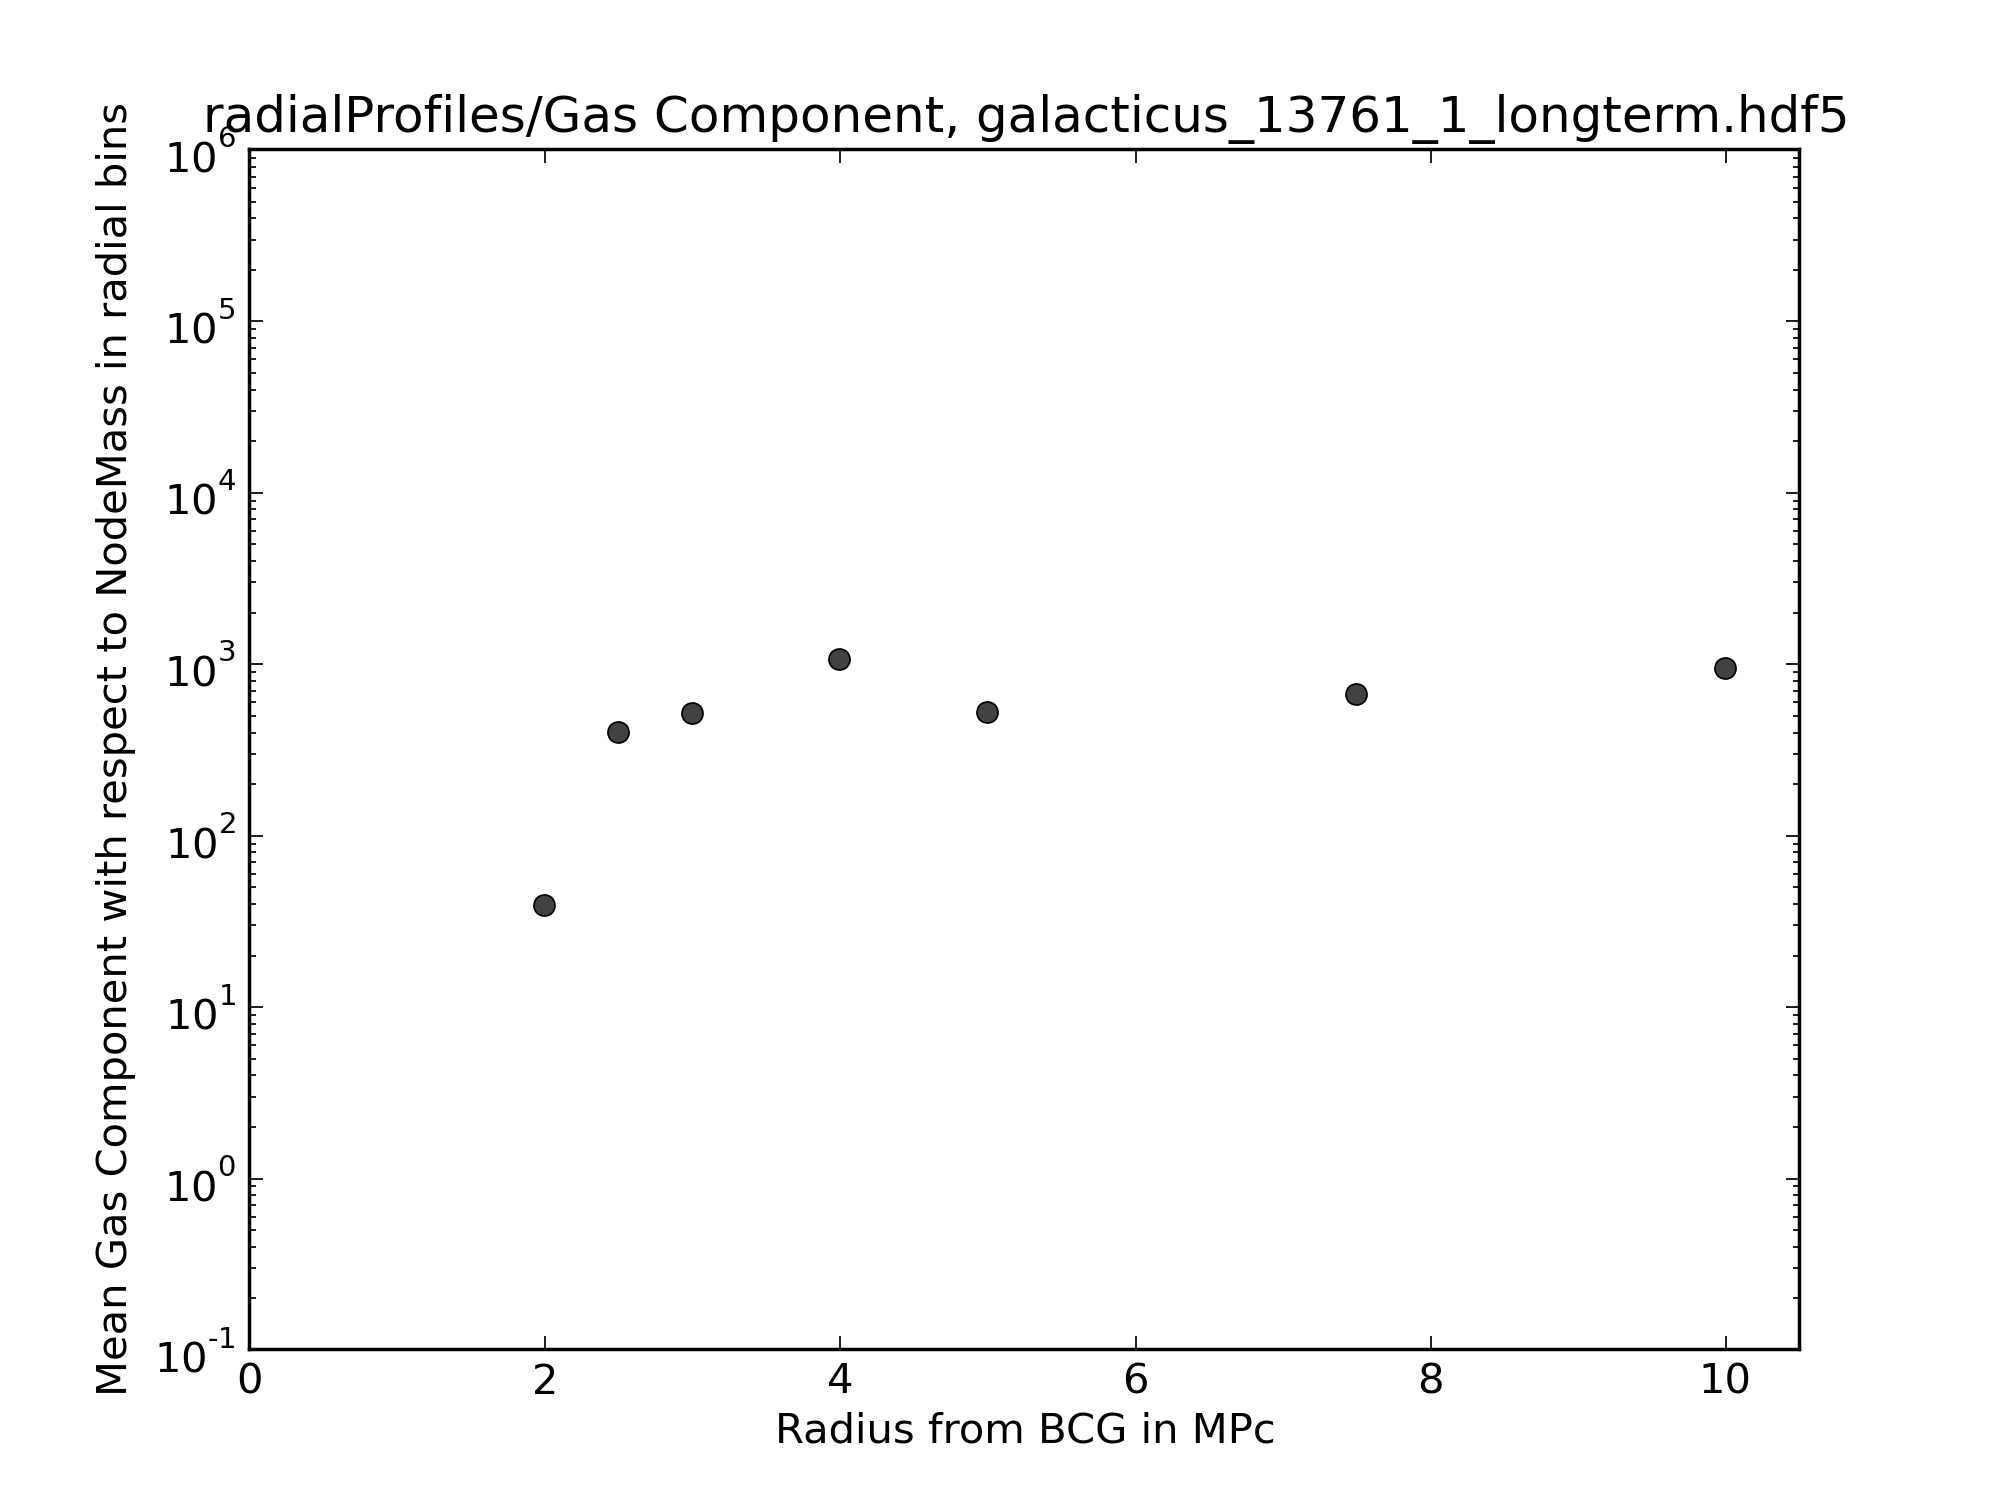 radialProfiles/Gas Component, galacticus_13761_1_longterm.hdf5
Mean Gas Component with respect to NodeMass in radial bins
10^6
10^5
10^4
10^3
10^2
10^1
10^0
10^-1
0 2 4 6 8 10
Radius from BCG in MPc